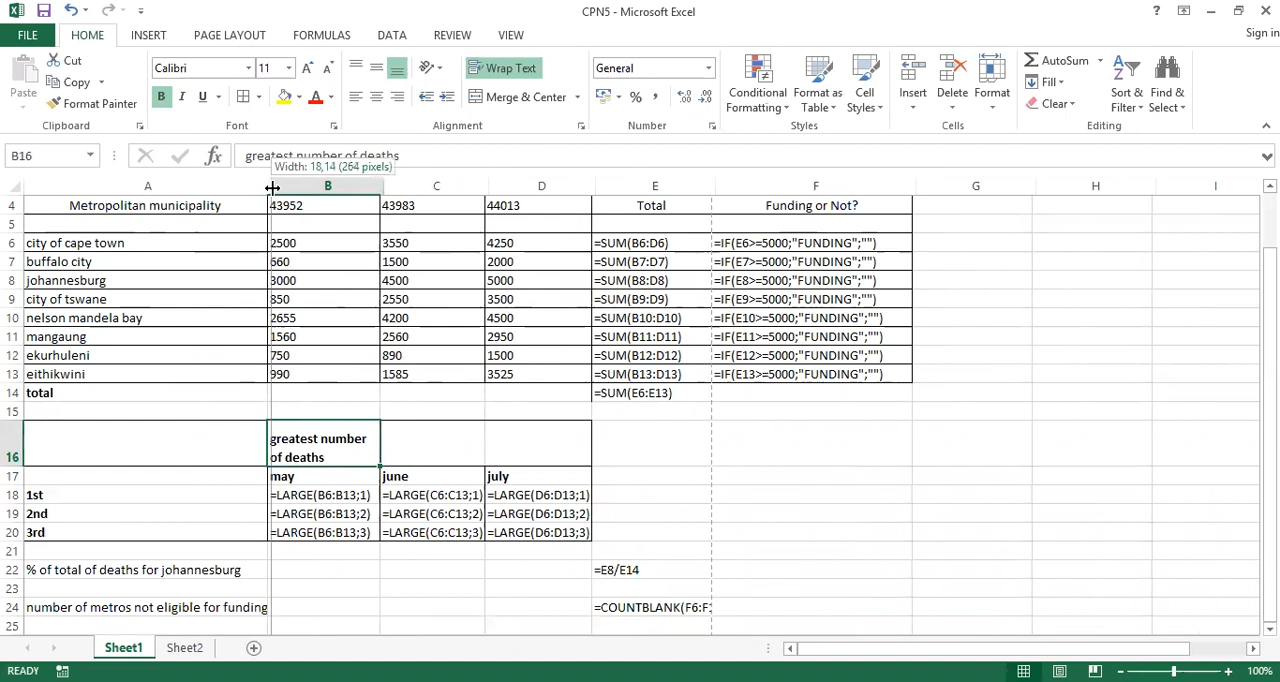 CPN5 - Microsoft Excel
Sign in
FILE HOME INSERT PAGE LAYOUT FORMULAS DATA REVIEW VIEW
Cut
Copy
Format Painter
Paste
Calibri 11
B I U
Wrap Text
Merge & Center
General
Conditional Formatting
Format as Table
Cell Styles
Insert Delete Format
AutoSum
Fill
Clear
Sort & Filter
Find & Select
Clipboard Font Alignment Number Styles Cells Editing
B16 fx greatest number of deaths
Width: 18,14 (264 pixels)
A B C D E F G H I
4 Metropolitan municipality 43952 43983 44013 Total Funding or Not?
5
6 city of cape town 2500 3550 4250 =SUM(B6:D6) =IF(E6>=5000;"FUNDING";"")
7 buffalo city 660 1500 2000 =SUM(B7:D7) =IF(E7>=5000;"FUNDING";"")
8 johannesburg 3000 4500 5000 =SUM(B8:D8) =IF(E8>=5000;"FUNDING";"")
9 city of tswane 850 2550 3500 =SUM(B9:D9) =IF(E9>=5000;"FUNDING";"")
10 nelson mandela bay 2655 4200 4500 =SUM(B10:D10) =IF(E10>=5000;"FUNDING";"")
11 mangaung 1560 2560 2950 =SUM(B11:D11) =IF(E11>=5000;"FUNDING";"")
12 ekurhuleni 750 890 1500 =SUM(B12:D12) =IF(E12>=5000;"FUNDING";"")
13 eithikwini 990 1585 3525 =SUM(B13:D13) =IF(E13>=5000;"FUNDING";"")
14 total =SUM(E6:E13)
15
16 greatest number of deaths
17 may june july
18 1st =LARGE(B6:B13;1) =LARGE(C6:C13;1) =LARGE(D6:D13;1)
19 2nd =LARGE(B6:B13;2) =LARGE(C6:C13;2) =LARGE(D6:D13;2)
20 3rd =LARGE(B6:B13;3) =LARGE(C6:C13;3) =LARGE(D6:D13;3)
21
22 % of total of deaths for johannesburg =E8/E14
23
24 number of metros not eligible for funding =COUNTBLANK(F6:F1
25
Sheet1 Sheet2
READY 100%